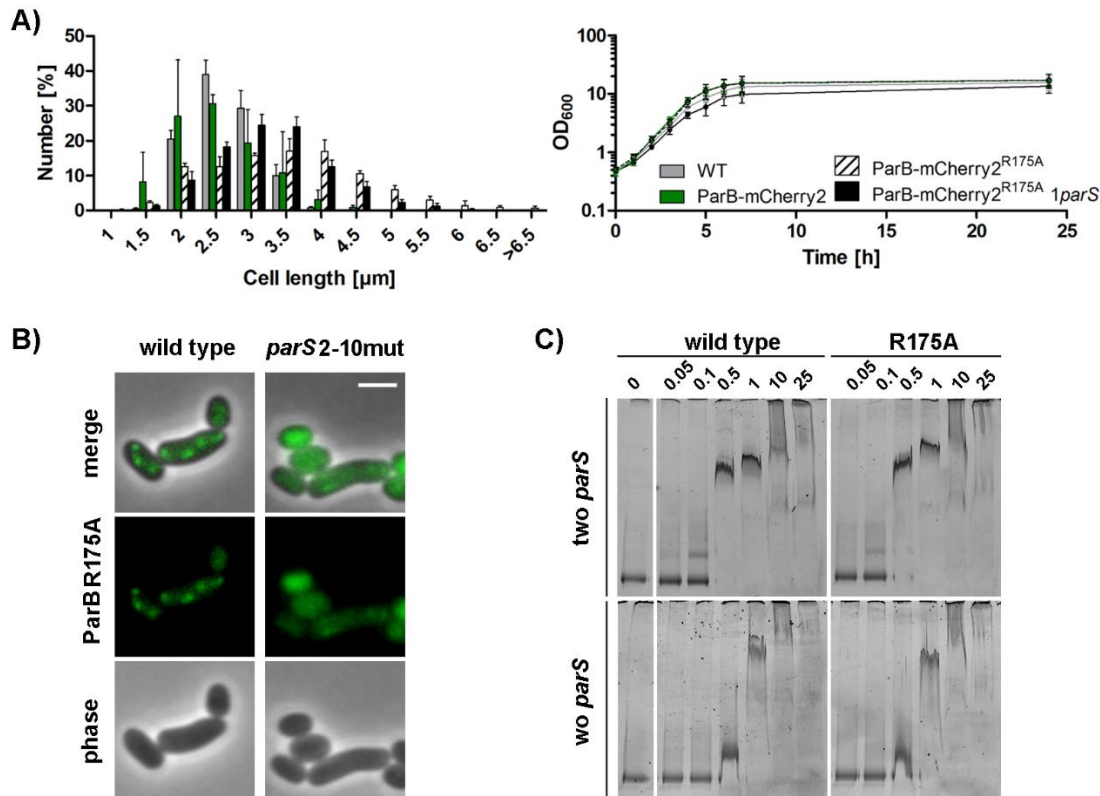 A)
Number [%]
50
40
30
20
10
0
1
1.5
2
2.5
3
3.5
4
4.5
5
5.5
6
6.5
>6.5
Cell length [µm]
OD600
100
10
1
0.1
0
5
10
15
20
25
Time [h]
WT
ParB-mCherry2
ParB-mCherry2R175A
ParB-mCherry2R175A 1parS
B)
wild type
parS 2-10mut
merge
ParBR175A
phase
C)
wild type
R175A
0
0.05
0.1
0.5
1
10
25
0.05
0.1
0.5
1
10
25
two parS
wo parS